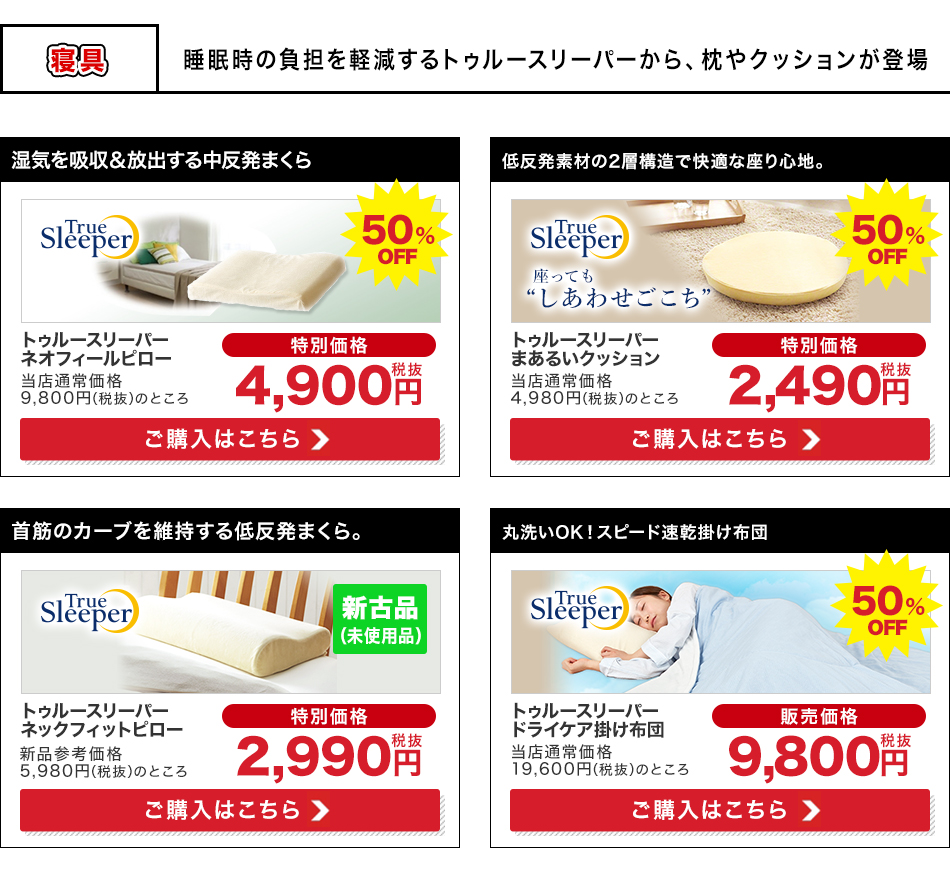 寝具
睡眠時の負担を軽減するトゥルースリーパーから、枕やクッションが登場
湿気を吸収&放出する中反発まくら
True
Sleeper
50%
OFF
トゥルースリーパー
ネオフィールピロー
当店通常価格
9,800円(税抜)のところ
特別価格
4,900円税抜
ご購入はこちら
低反発素材の2層構造で快適な座り心地。
True
Sleeper
座っても
“しあわせごこち”
50%
OFF
トゥルースリーパー
まあるいクッション
当店通常価格
4,980円(税抜)のところ
特別価格
2,490円税抜
ご購入はこちら
首筋のカーブを維持する低反発まくら。
True
Sleeper
新古品
(未使用品)
トゥルースリーパー
ネックフィットピロー
新品参考価格
5,980円(税抜)のところ
特別価格
2,990円税抜
ご購入はこちら
丸洗いOK!スピード速乾掛け布団
True
Sleeper
50%
OFF
トゥルースリーパー
ドライケア掛け布団
当店通常価格
19,600円(税抜)のところ
販売価格
9,800円税抜
ご購入はこちら